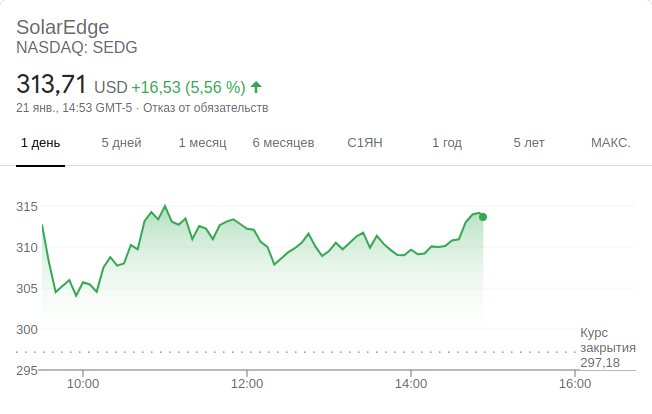 SolarEdge
NASDAQ: SEDG
313,71 USD +16,53 (5,56 %)
21 янв., 14:53 GMT-5 · Отказ от обязательств
1 день 5 дней 1 месяц 6 месяцев С1ЯН 1 год 5 лет МАКС.
315
310
305
300
Курс
закрытия
297,18
295
10:00 12:00 14:00 16:00